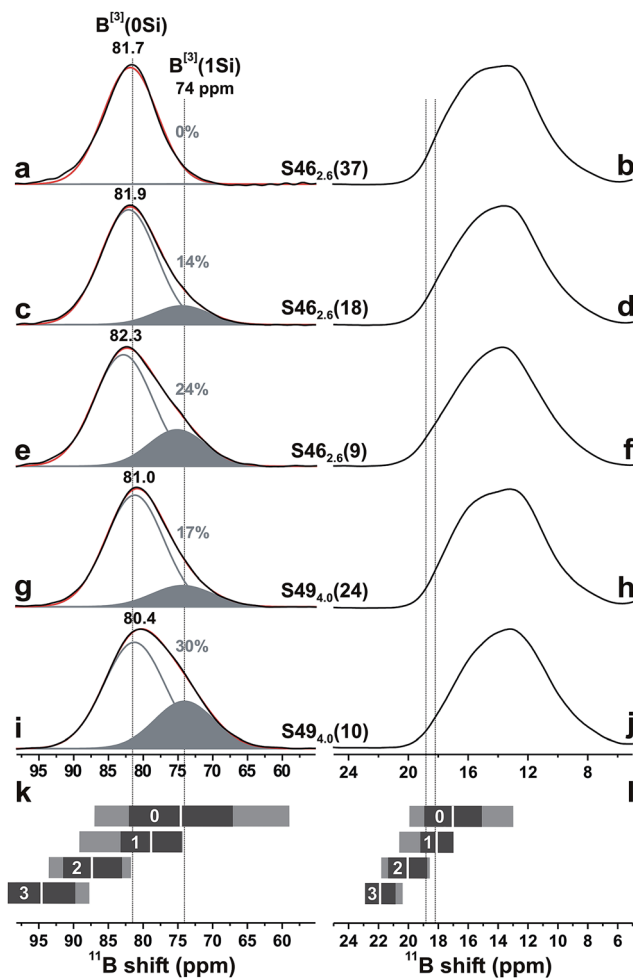 B[3](0Si)
81.7
B[3](1Si)
74 ppm
0%
a S462.6(37) b
81.9
14%
c S462.6(18) d
82.3
24%
e S462.6(9) f
81.0
17%
g S494.0(24) h
80.4
30%
i S494.0(10) j
95 90 85 80 75 70 65 60 24 20 16 12 8
k l
0 0
1 1
2 2
3 3
95 90 85 80 75 70 65 60 24 22 20 18 16 14 12 10 8 6
11B shift (ppm) 11B shift (ppm)